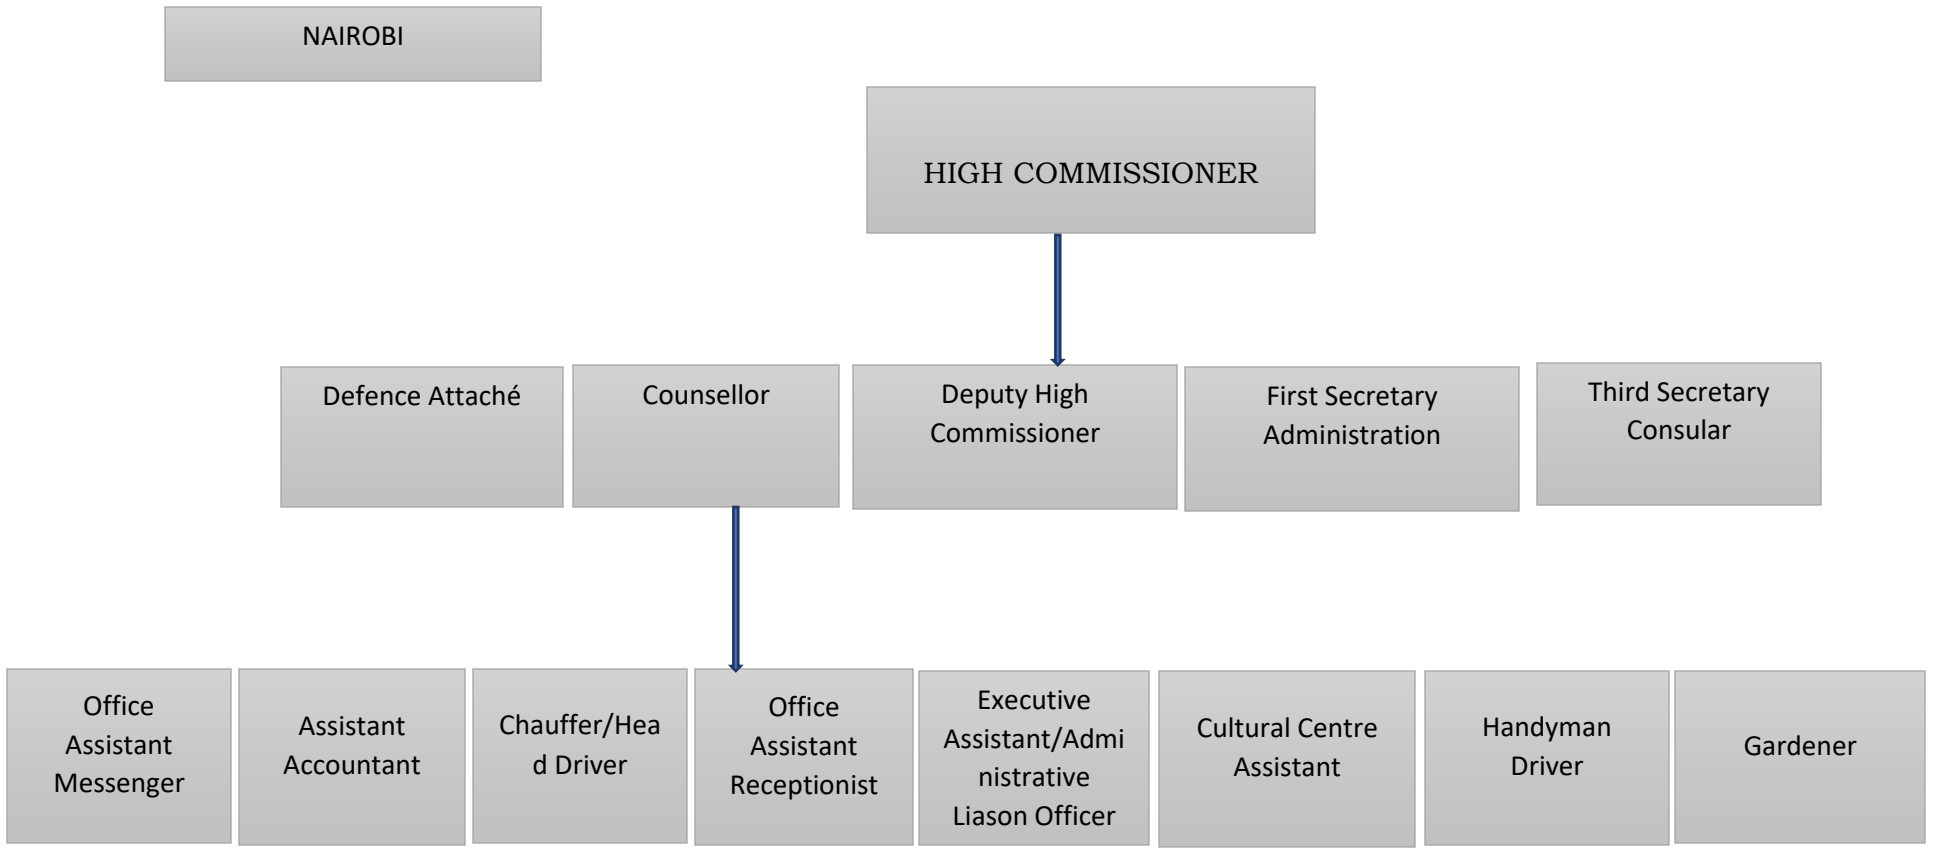 NAIROBI
HIGH COMMISSIONER
Defence Attaché
Counsellor
Deputy High
Commissioner
First Secretary
Administration
Third Secretary
Consular
Office
Assistant
Messenger
Assistant
Accountant
Chauffer/Hea
d Driver
Office
Assistant
Receptionist
Executive
Assistant/Admi
nistrative
Liason Officer
Cultural Centre
Assistant
Handyman
Driver
Gardener